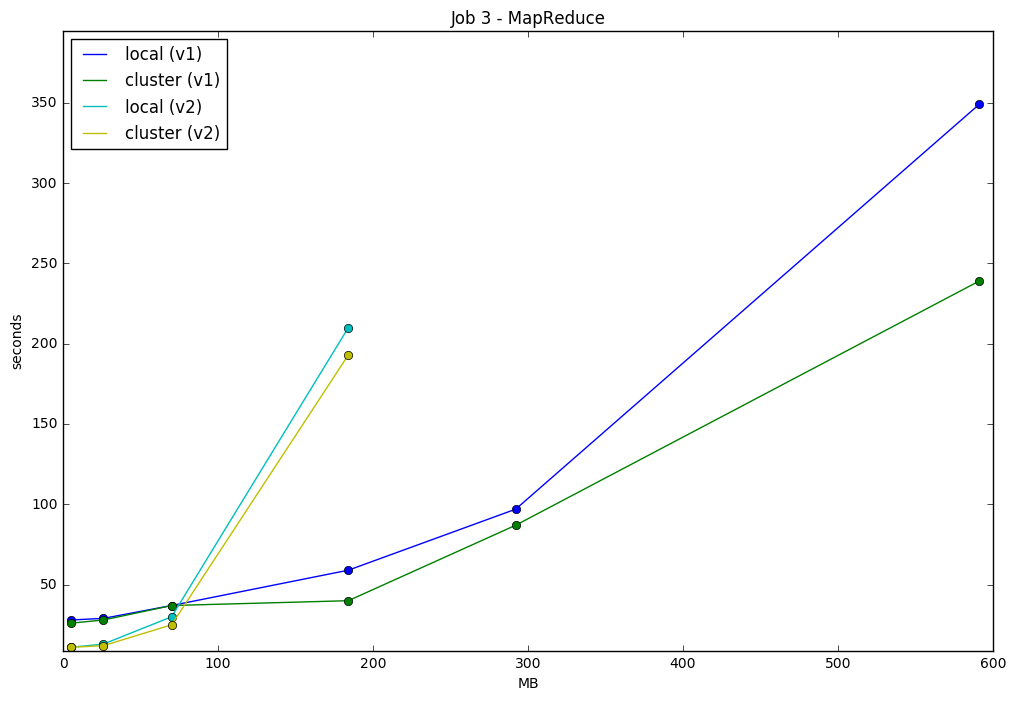 Job 3 - MapReduce
local (v1)
cluster (v1)
local (v2)
cluster (v2)
350
300
250
200
150
100
50
seconds
0 100 200 300 400 500 600
MB